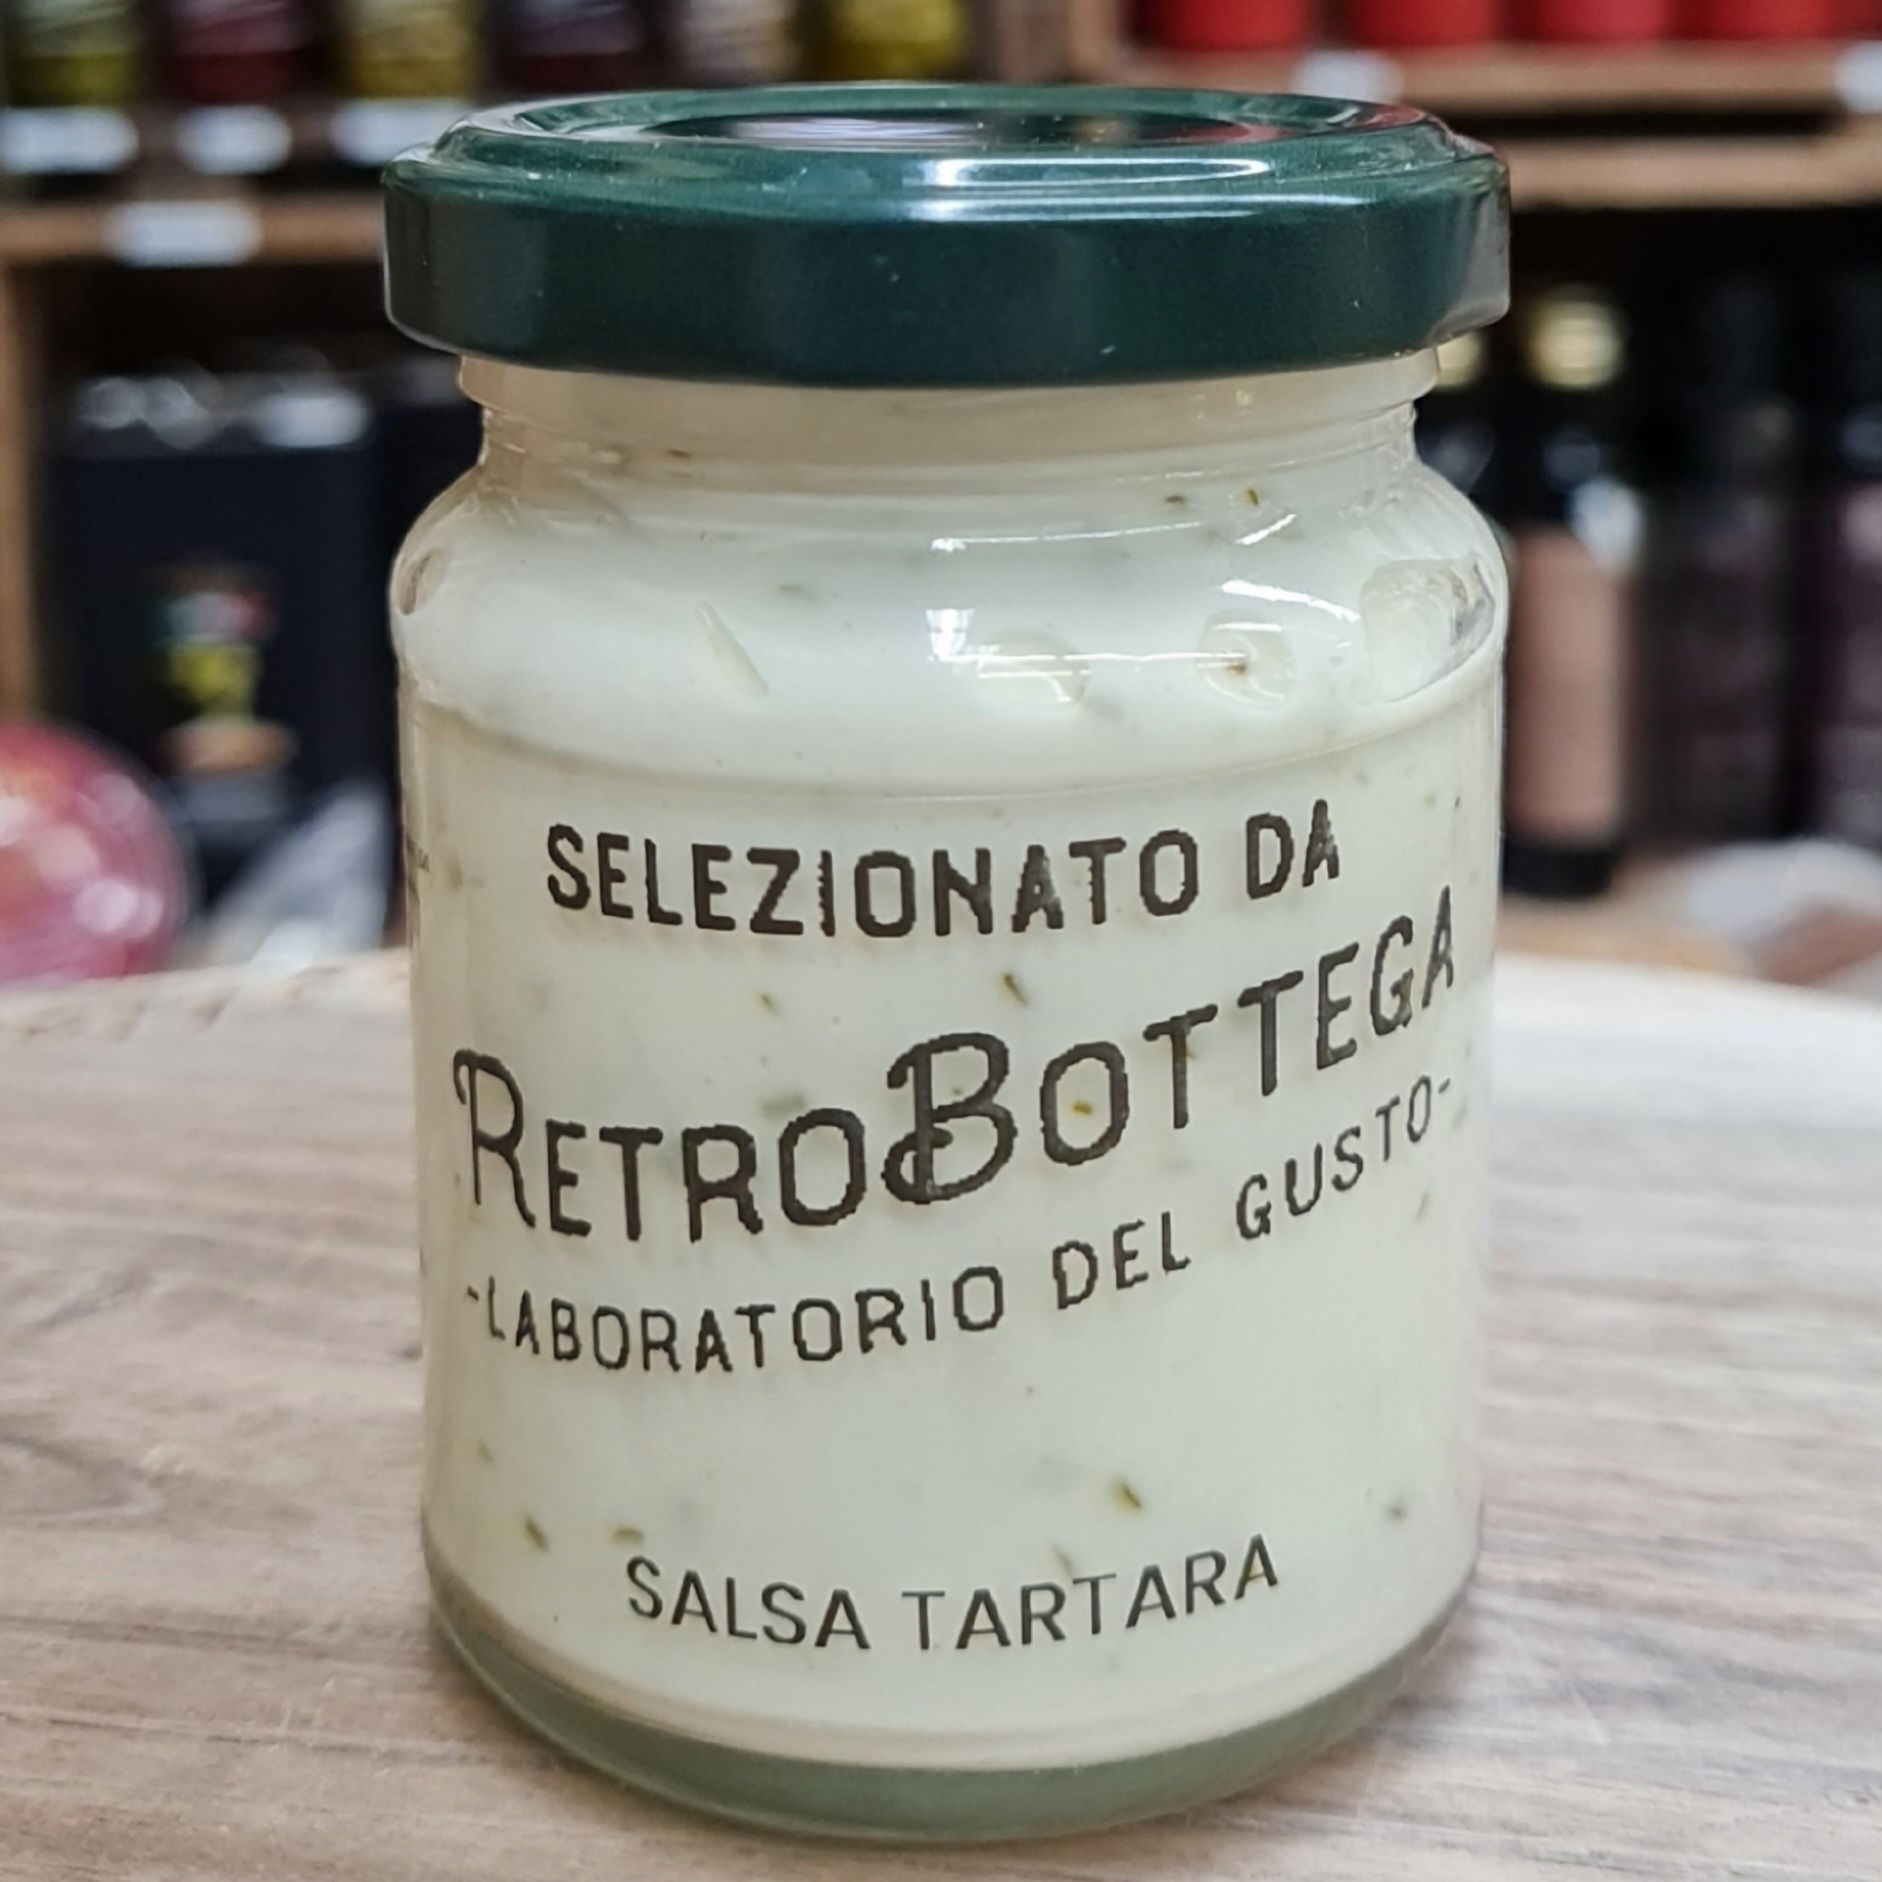 SELEZIONATO DA
RETROBOTTEGA
-LABORATORIO DEL GUSTO-
SALSA TARTARA